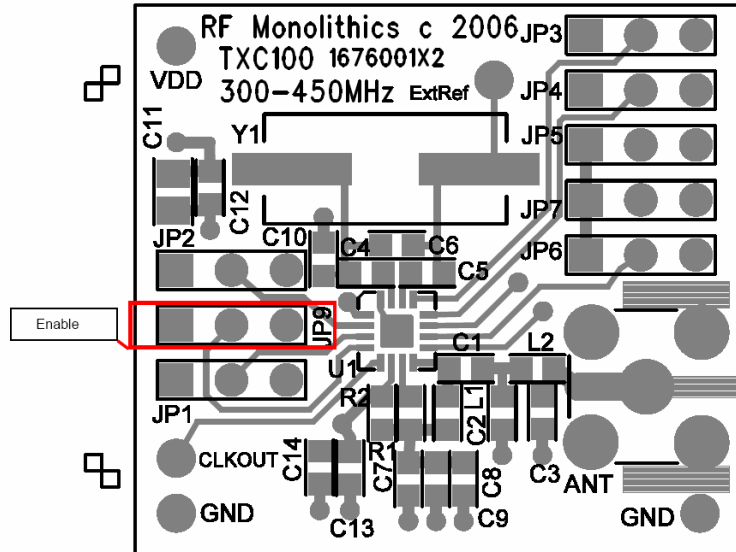 RF Monolithics c 2006
TXC100 1676001X2
300-450MHz ExtRef
VDD
JP3
JP4
JP5
JP7
JP6
C11
C12
Y1
JP2
C10
C4
C6
C5
Enable
JP9
U1
C1
L2
JP1
R2
L1
R1
C2
C3
CLKOUT
C14
C7
C8
ANT
GND
C13
C9
GND